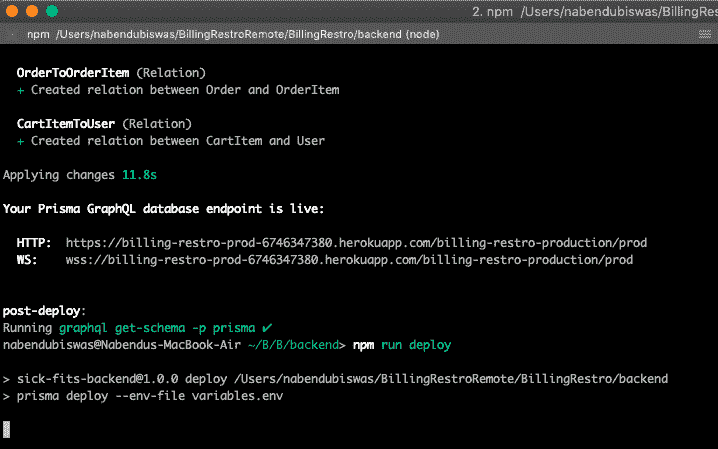 2. npm /Users/nabendubiswas/BillingRestro
npm /Users/nabendubiswas/BillingRestroRemote/BillingRestro/backend (node)
OrderToOrderItem (Relation)
+ Created relation between Order and OrderItem
CartItemToUser (Relation)
+ Created relation between CartItem and User
Applying changes 11.8s
Your Prisma GraphQL database endpoint is live:
HTTP: https://billing-restro-prod-6746347380.herokuapp.com/billing-restro-production/prod
WS: wss://billing-restro-prod-6746347380.herokuapp.com/billing-restro-production/prod
post-deploy:
Running graphql get-schema -p prisma ✔
nabendubiswas@Nabendus-MacBook-Air ~/B/B/backend> npm run deploy
> sick-fits-backend@1.0.0 deploy /Users/nabendubiswas/BillingRestroRemote/BillingRestro/backend
> prisma deploy --env-file variables.env